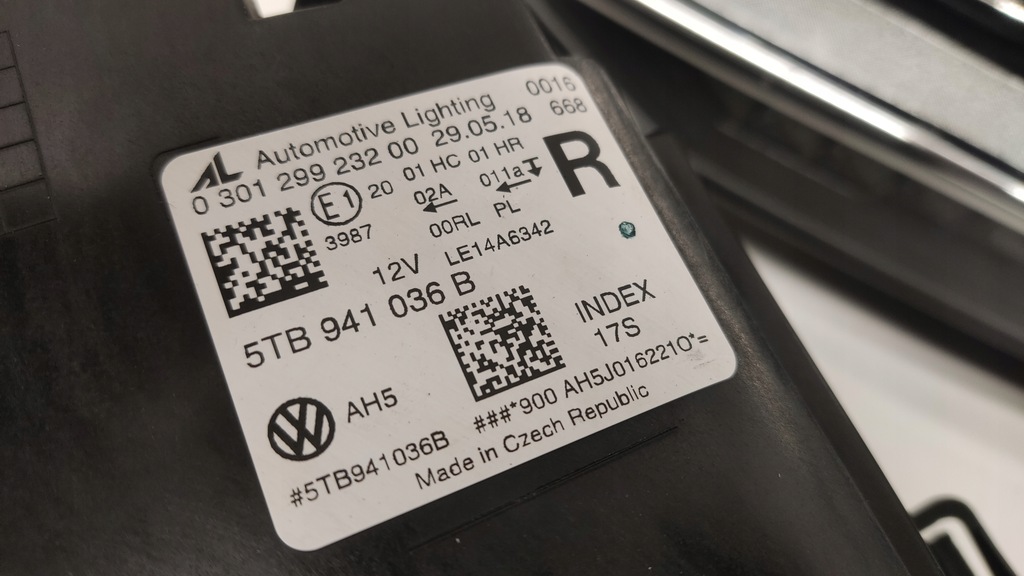 AL Automotive Lighting 0016
0 301 299 232 00 29.05.18 668
E1 20 01 HC 01 HR R
02A 011a
3987 00RL PL
12V LE14A6342
5TB 941 036 B
INDEX
17S
AH5
###*900 AH5J0162210*=
#5TB941036B
Made in Czech Republic